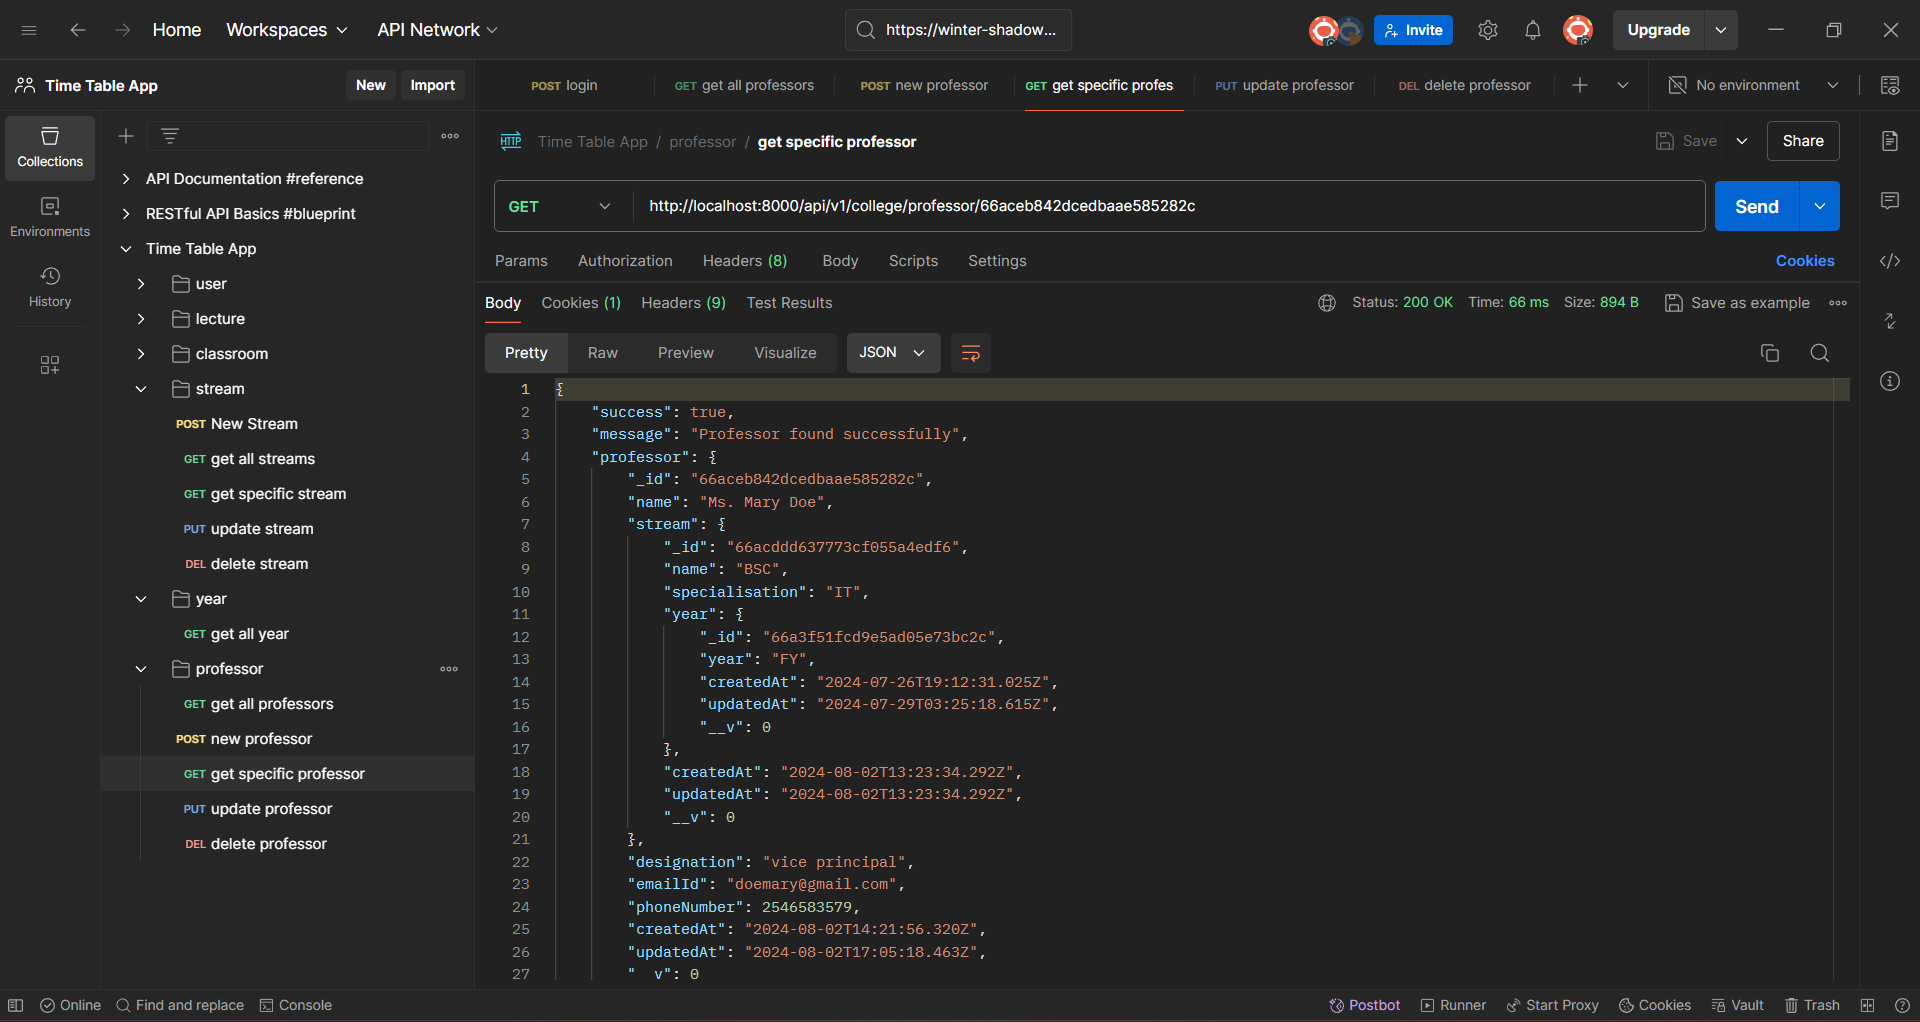 Home Workspaces API Network https://winter-shadow... Invite Upgrade
Time Table App New Import
POST login GET get all professors POST new professor GET get specific profes PUT update professor DEL delete professor No environment
Collections
Environments
History
API Documentation #reference
RESTful API Basics #blueprint
Time Table App
user
lecture
classroom
stream
POST New Stream
GET get all streams
GET get specific stream
PUT update stream
DEL delete stream
year
GET get all year
professor
GET get all professors
POST new professor
GET get specific professor
PUT update professor
DEL delete professor
HTTP Time Table App / professor / get specific professor Save Share
GET http://localhost:8000/api/v1/college/professor/66aceb842dcedbaae585282c Send
Params Authorization Headers (8) Body Scripts Settings Cookies
Body Cookies (1) Headers (9) Test Results Status: 200 OK Time: 66 ms Size: 894 B Save as example
Pretty Raw Preview Visualize JSON
1 {
2 "success": true,
3 "message": "Professor found successfully",
4 "professor": {
5 "_id": "66aceb842dcedbaae585282c",
6 "name": "Ms. Mary Doe",
7 "stream": {
8 "_id": "66acddd637773cf055a4edf6",
9 "name": "BSC",
10 "specialisation": "IT",
11 "year": {
12 "_id": "66a3f51fcd9e5ad05e73bc2c",
13 "year": "FY",
14 "createdAt": "2024-07-26T19:12:31.025Z",
15 "updatedAt": "2024-07-29T03:25:18.615Z",
16 "__v": 0
17 },
18 "createdAt": "2024-08-02T13:23:34.292Z",
19 "updatedAt": "2024-08-02T13:23:34.292Z",
20 "__v": 0
21 },
22 "designation": "vice principal",
23 "emailId": "doemary@gmail.com",
24 "phoneNumber": 2546583579,
25 "createdAt": "2024-08-02T14:21:56.320Z",
26 "updatedAt": "2024-08-02T17:05:18.463Z",
27 "__v": 0
Online Find and replace Console Postbot Runner Start Proxy Cookies Vault Trash